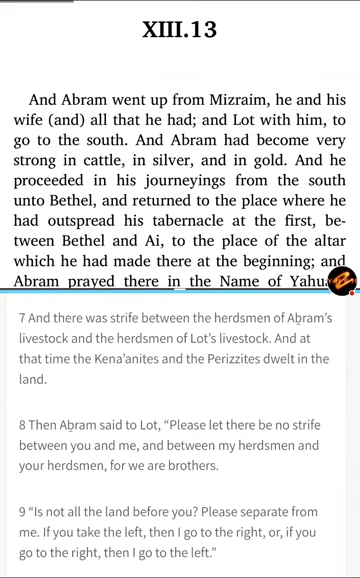 XIII.13
And Abram went up from Mizraim, he and his
wife (and) all that he had; and Lot with him, to
go to the south. And Abram had become very
strong in cattle, in silver, and in gold. And he
proceeded in his journeyings from the south
unto Bethel, and returned to the place where he
had outspread his tabernacle at the first, be-
tween Bethel and Ai, to the place of the altar
which he had made there at the beginning; and
Abram prayed there in the Name of
7 And there was strife between the herdsmen of Aḇram’s
livestock and the herdsmen of Lot’s livestock. And at
that time the Kena’anites and the Perizzites dwelt in the
land.
8 Then Aḇram said to Lot, “Please let there be no strife
between you and me, and between my herdsmen and
your herdsmen, for we are brothers.
9 “Is not all the land before you? Please separate from
me. If you take the left, then I go to the right, or, if you
go to the right, then I go to the left.”